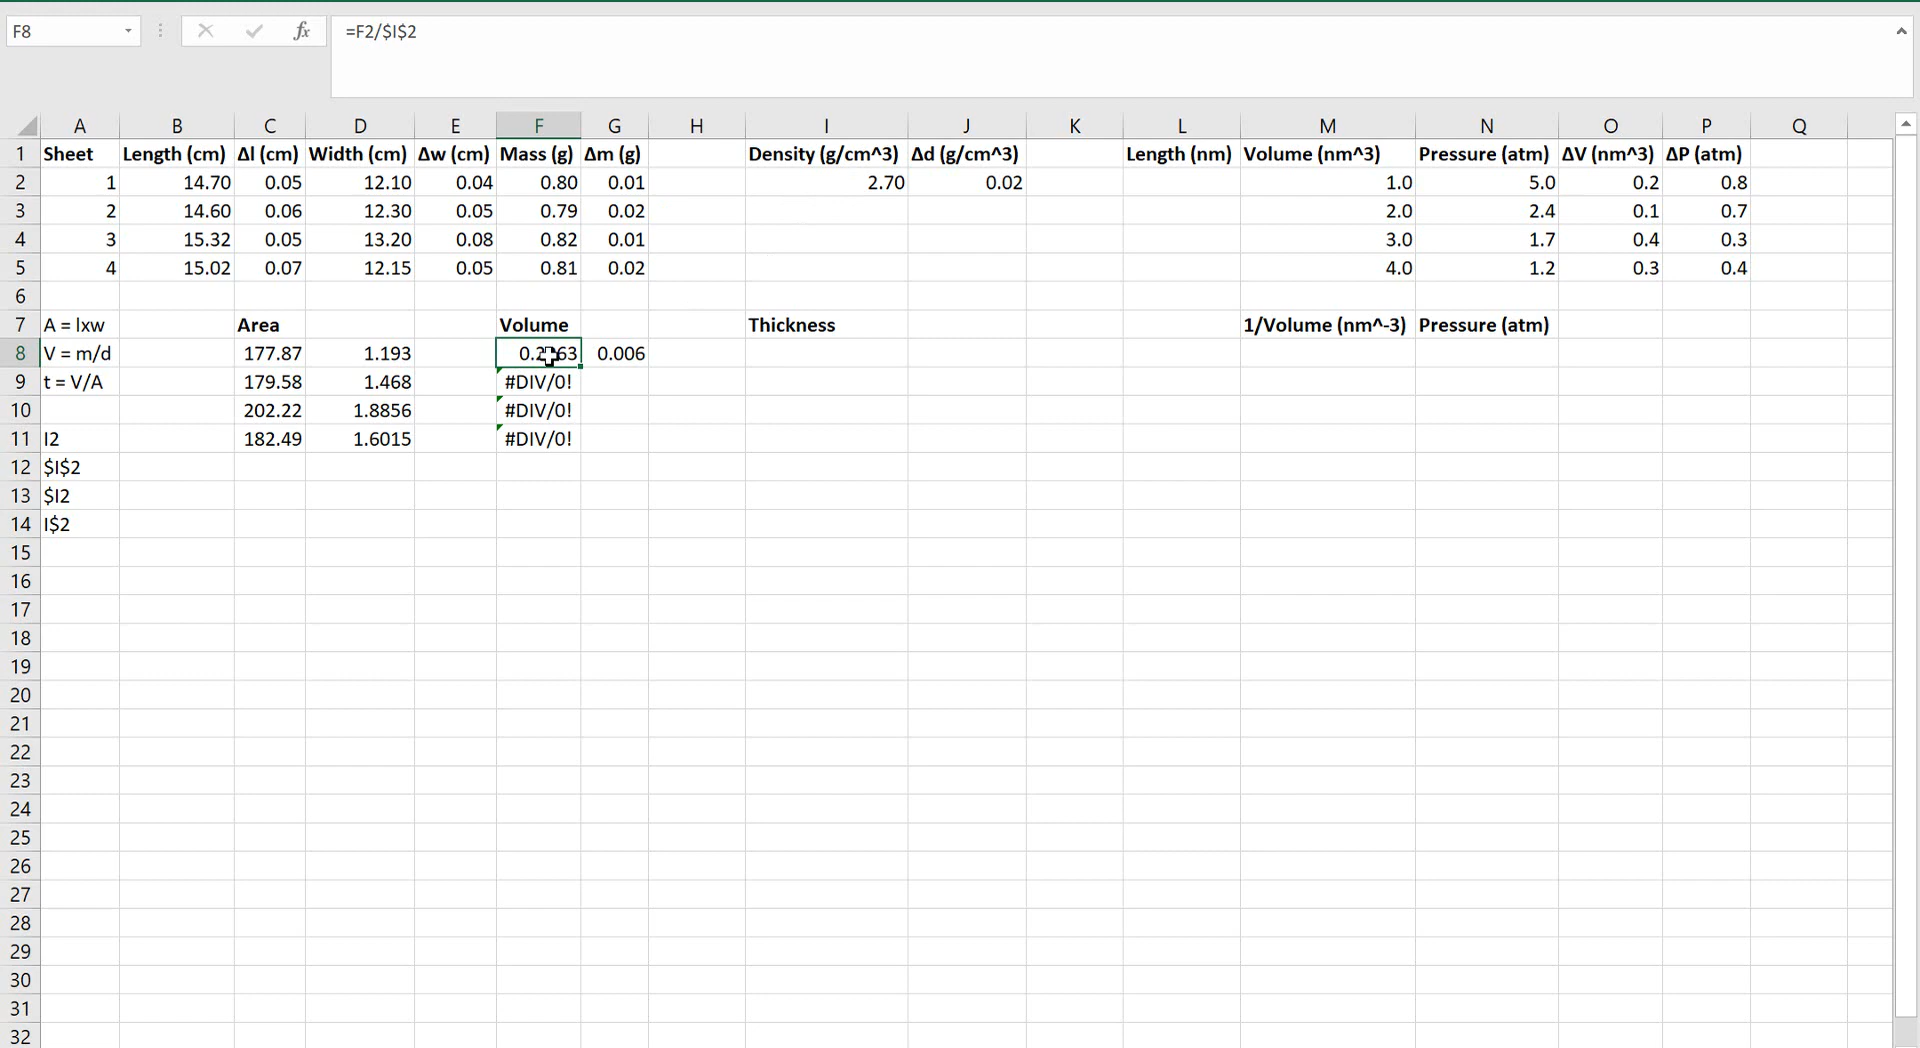 F8 fx =F2/$I$2
A B C D E F G H I J K L M N O P Q
1 Sheet Length (cm) Δl (cm) Width (cm) Δw (cm) Mass (g) Δm (g) Density (g/cm^3) Δd (g/cm^3) Length (nm) Volume (nm^3) Pressure (atm) ΔV (nm^3) ΔP (atm)
2 1 14.70 0.05 12.10 0.04 0.80 0.01 2.70 0.02 1.0 5.0 0.2 0.8
3 2 14.60 0.06 12.30 0.05 0.79 0.02 2.0 2.4 0.1 0.7
4 3 15.32 0.05 13.20 0.08 0.82 0.01 3.0 1.7 0.4 0.3
5 4 15.02 0.07 12.15 0.05 0.81 0.02 4.0 1.2 0.3 0.4
6
7 A = lxw Area Volume Thickness 1/Volume (nm^-3) Pressure (atm)
8 V = m/d 177.87 1.193 0.006
9 t = V/A 179.58 1.468 #DIV/0!
10 202.22 1.8856 #DIV/0!
11 I2 182.49 1.6015 #DIV/0!
12 $I$2
13 $I2
14 I$2
15
16
17
18
19
20
21
22
23
24
25
26
27
28
29
30
31
32